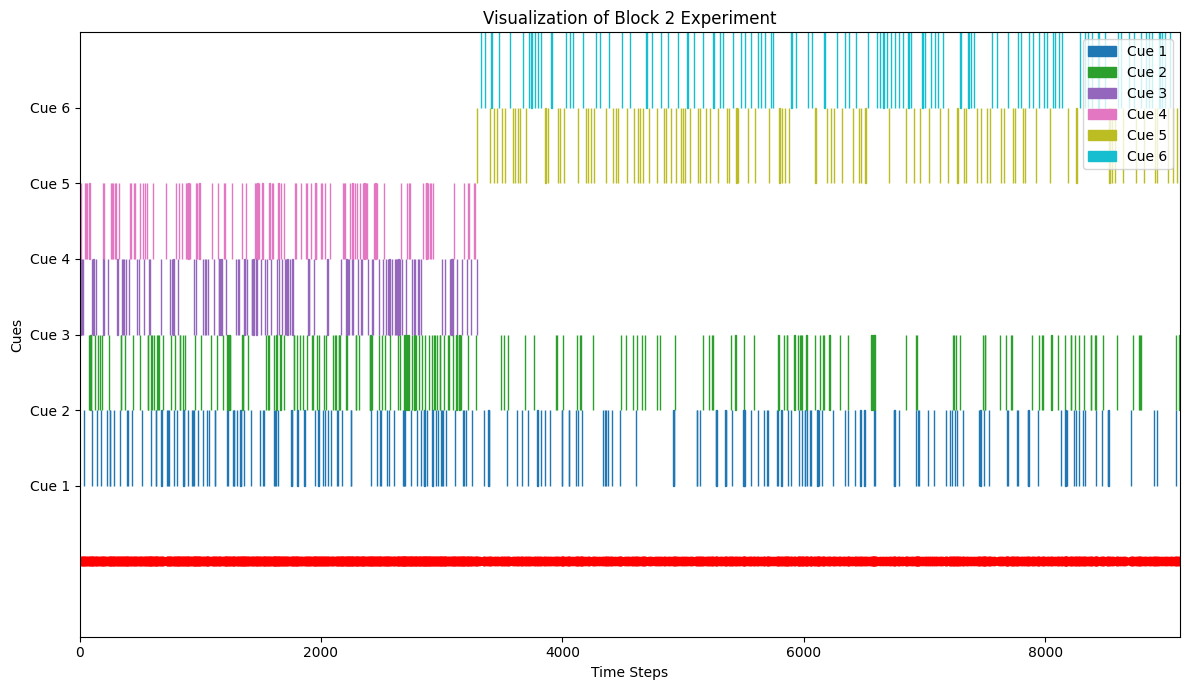 Visualization of Block 2 Experiment
Cue 1
Cue 2
Cue 3
Cue 4
Cue 5
Cue 6
Cues
Cue 6
Cue 5
Cue 4
Cue 3
Cue 2
Cue 1
0
2000
4000
6000
8000
Time Steps